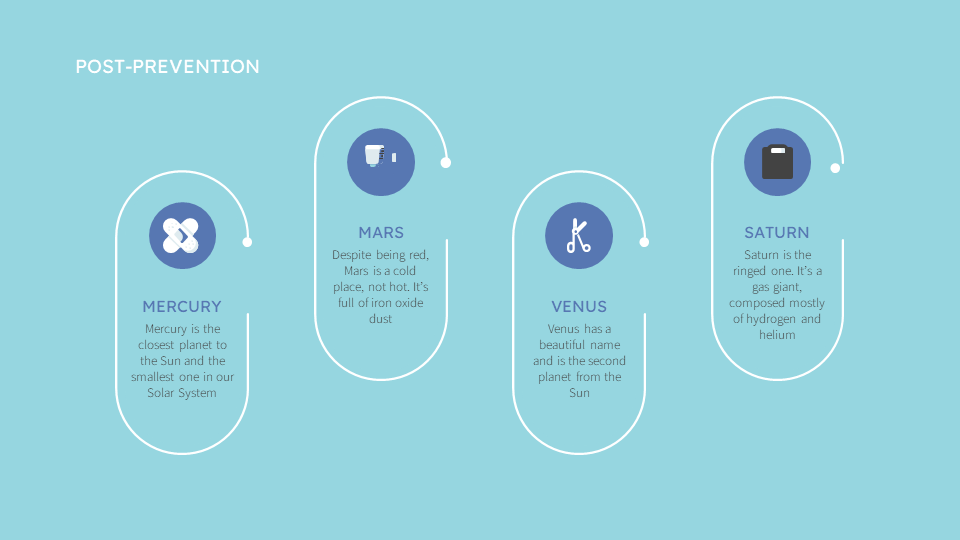 POST-PREVENTION
MERCURY
Mercury is the
closest planet to
the Sun and the
smallest one in our
Solar System
MARS
Despite being red,
Mars is a cold
place, not hot. It’s
full of iron oxide
dust
VENUS
Venus has a
beautiful name
and is the second
planet from the
Sun
SATURN
Saturn is the
ringed one. It’s a
gas giant,
composed mostly
of hydrogen and
helium